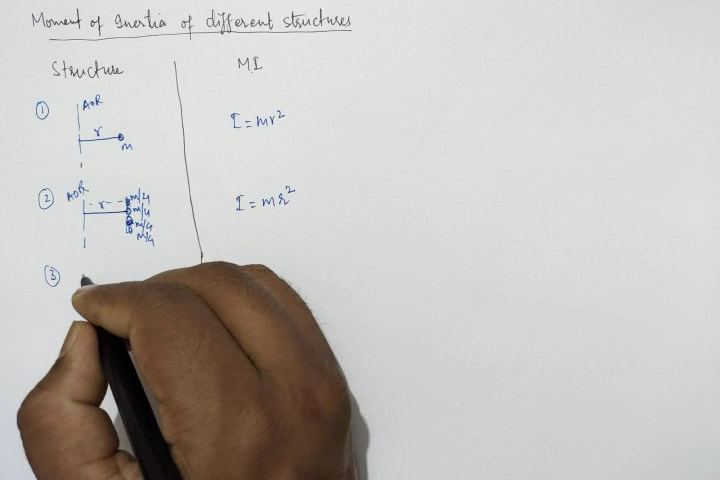 Moment of Inertia of different structures
Structure MI
① AOR
r
m
I = mr²
② AOR
r
m/4
m/4
m/4
m/4
I = mr²
③